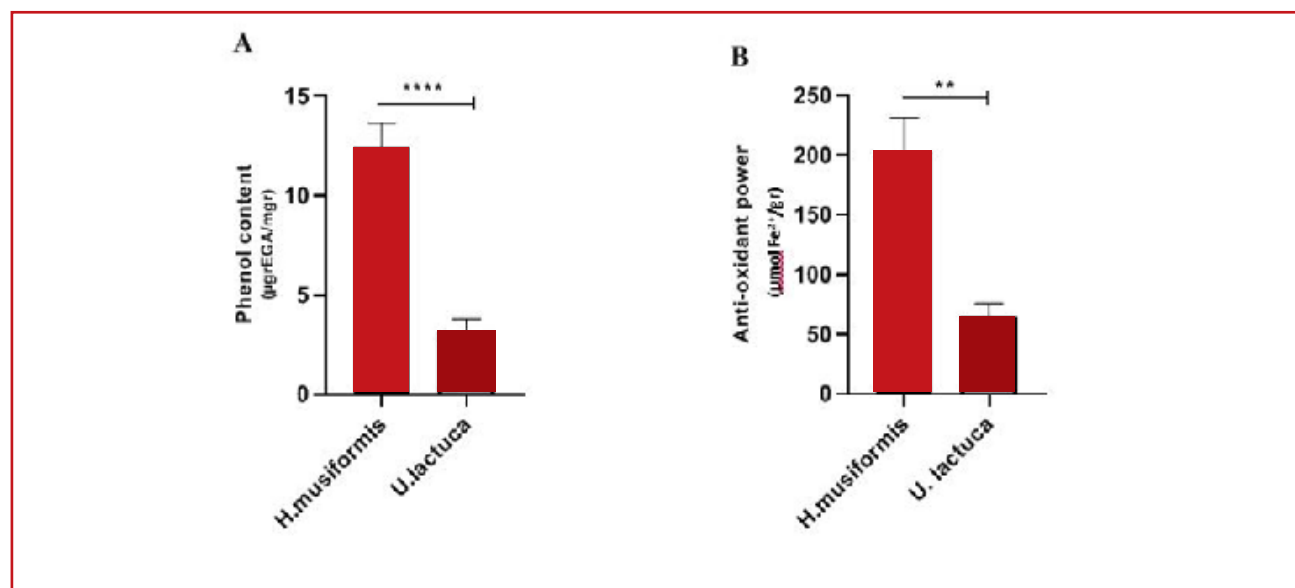 A
****
15
10
5
0
Phenol content
(µgrEGA/mgr)
H.musiformis
U.lactuca
B
**
250
200
150
100
50
0
Anti-oxidant power
(µmol Fe²⁺/gr)
H.musiformis
U. lactuca